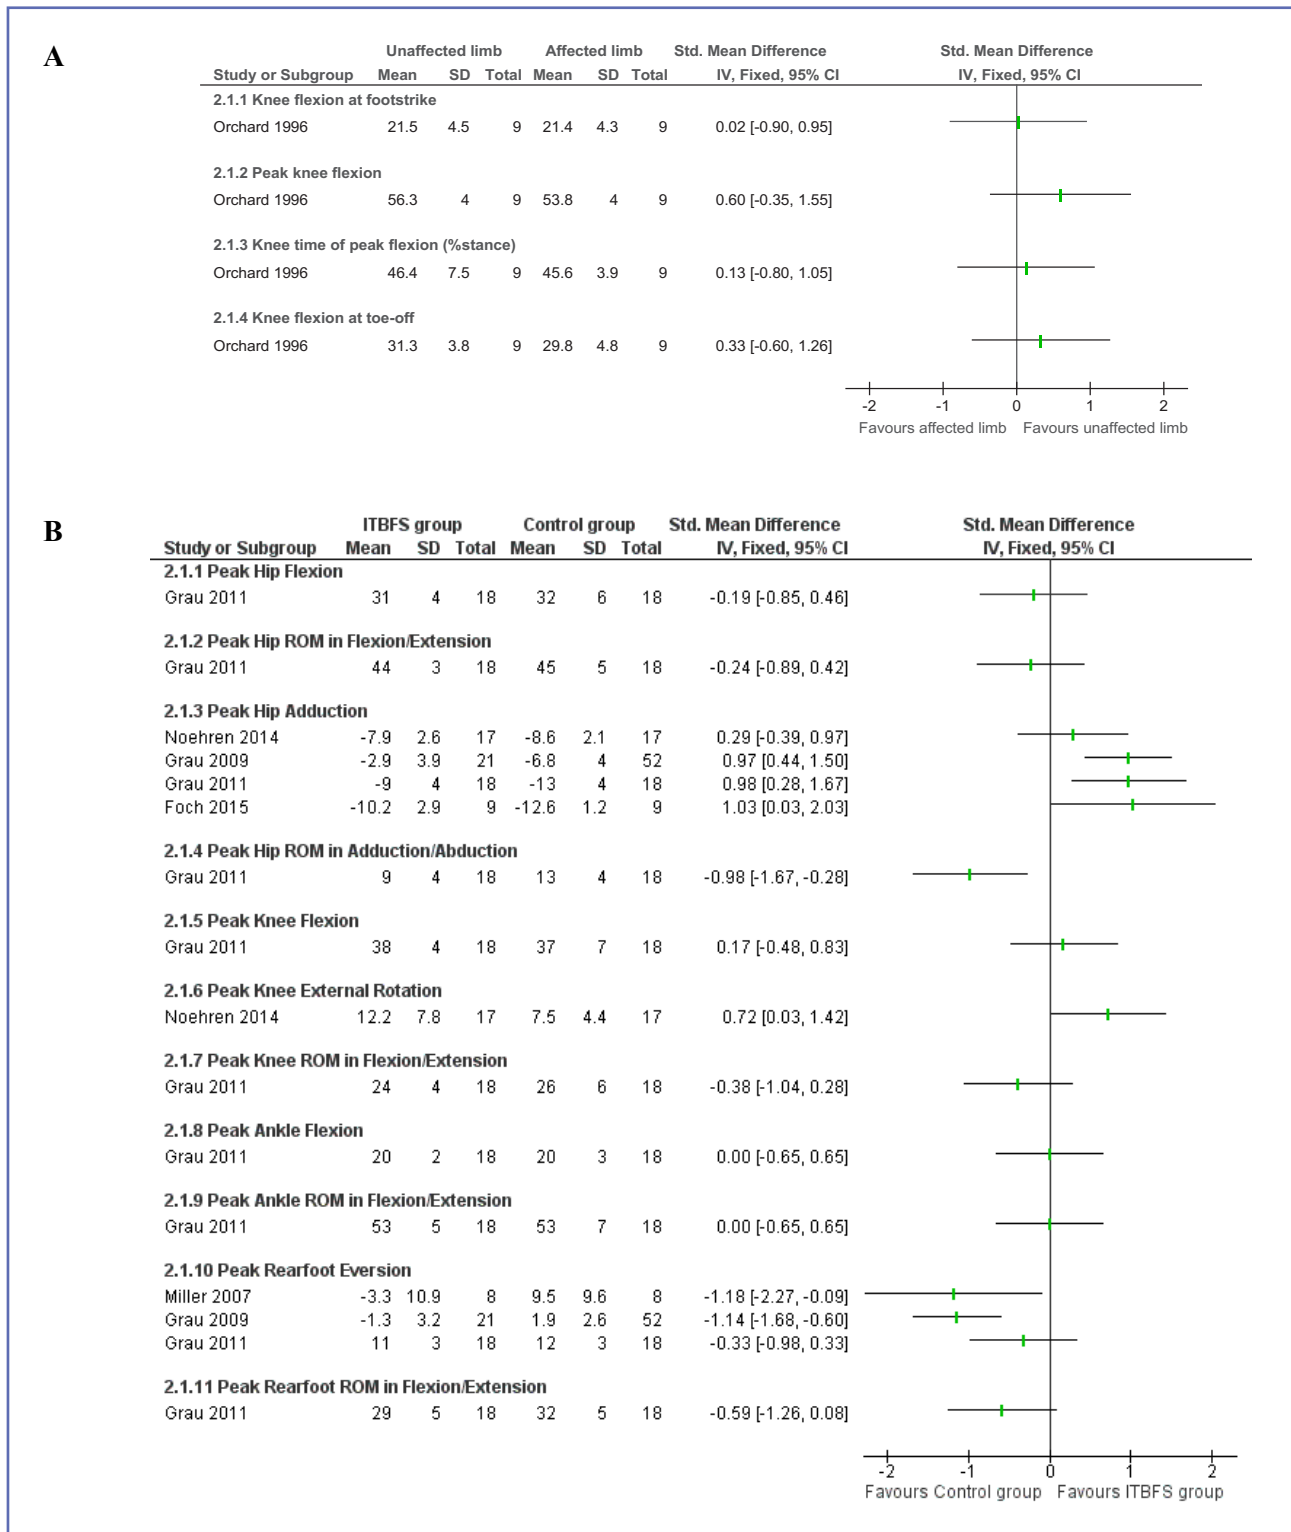 A
Unaffected limb Affected limb Std. Mean Difference Std. Mean Difference
Study or Subgroup Mean SD Total Mean SD Total IV, Fixed, 95% CI IV, Fixed, 95% CI
2.1.1 Knee flexion at footstrike
Orchard 1996 21.5 4.5 9 21.4 4.3 9 0.02 [-0.90, 0.95]
2.1.2 Peak knee flexion
Orchard 1996 56.3 4 9 53.8 4 9 0.60 [-0.35, 1.55]
2.1.3 Knee time of peak flexion (%stance)
Orchard 1996 46.4 7.5 9 45.6 3.9 9 0.13 [-0.80, 1.05]
2.1.4 Knee flexion at toe-off
Orchard 1996 31.3 3.8 9 29.8 4.8 9 0.33 [-0.60, 1.26]
-2 -1 0 1 2
Favours affected limb Favours unaffected limb
B
ITBFS group Control group Std. Mean Difference Std. Mean Difference
Study or Subgroup Mean SD Total Mean SD Total IV, Fixed, 95% CI IV, Fixed, 95% CI
2.1.1 Peak Hip Flexion
Grau 2011 31 4 18 32 6 18 -0.19 [-0.85, 0.46]
2.1.2 Peak Hip ROM in Flexion/Extension
Grau 2011 44 3 18 45 5 18 -0.24 [-0.89, 0.42]
2.1.3 Peak Hip Adduction
Noehren 2014 -7.9 2.6 17 -8.6 2.1 17 0.29 [-0.39, 0.97]
Grau 2009 -2.9 3.9 21 -6.8 4 52 0.97 [0.44, 1.50]
Grau 2011 -9 4 18 -13 4 18 0.98 [0.28, 1.67]
Foch 2015 -10.2 2.9 9 -12.6 1.2 9 1.03 [0.03, 2.03]
2.1.4 Peak Hip ROM in Adduction/Abduction
Grau 2011 9 4 18 13 4 18 -0.98 [-1.67, -0.28]
2.1.5 Peak Knee Flexion
Grau 2011 38 4 18 37 7 18 0.17 [-0.48, 0.83]
2.1.6 Peak Knee External Rotation
Noehren 2014 12.2 7.8 17 7.5 4.4 17 0.72 [0.03, 1.42]
2.1.7 Peak Knee ROM in Flexion/Extension
Grau 2011 24 4 18 26 6 18 -0.38 [-1.04, 0.28]
2.1.8 Peak Ankle Flexion
Grau 2011 20 2 18 20 3 18 0.00 [-0.65, 0.65]
2.1.9 Peak Ankle ROM in Flexion/Extension
Grau 2011 53 5 18 53 7 18 0.00 [-0.65, 0.65]
2.1.10 Peak Rearfoot Eversion
Miller 2007 -3.3 10.9 8 9.5 9.6 8 -1.18 [-2.27, -0.09]
Grau 2009 -1.3 3.2 21 1.9 2.6 52 -1.14 [-1.68, -0.60]
Grau 2011 11 3 18 12 3 18 -0.33 [-0.98, 0.33]
2.1.11 Peak Rearfoot ROM in Flexion/Extension
Grau 2011 29 5 18 32 5 18 -0.59 [-1.26, 0.08]
-2 -1 0 1 2
Favours Control group Favours ITBFS group